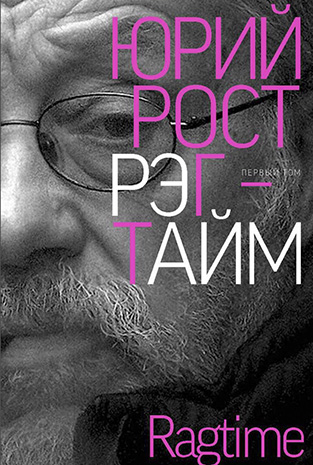 ЮРИЙ
РОСТ
РЭГ–
ПЕРВЫЙ ТОМ
ТАЙМ
Ragtime